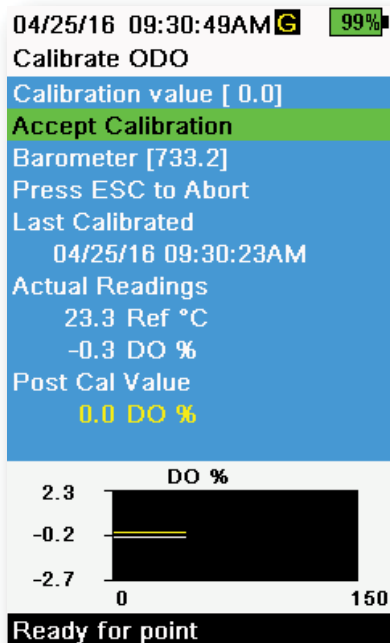 04/25/16 09:30:49AM G 99%
Calibrate ODO
Calibration value [ 0.0]
Accept Calibration
Barometer [733.2]
Press ESC to Abort
Last Calibrated
04/25/16 09:30:23AM
Actual Readings
23.3 Ref °C
-0.3 DO %
Post Cal Value
0.0 DO %
DO %
2.3
-0.2
-2.7
0 150
Ready for point